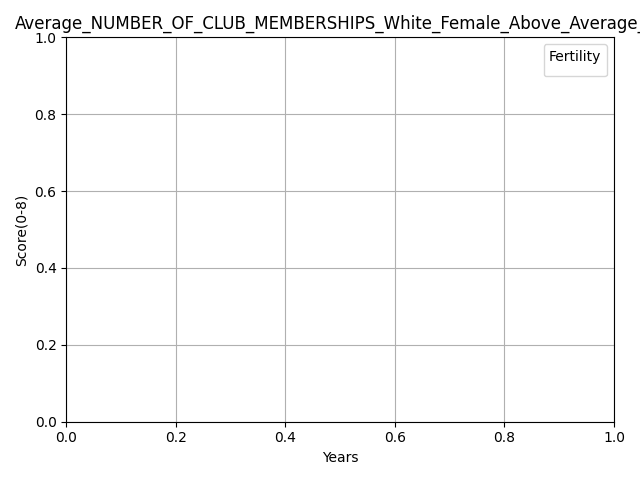 Average_NUMBER_OF_CLUB_MEMBERSHIPS_White_Female_Above_Average_
Fertility
Score(0-8)
1.0
0.8
0.6
0.4
0.2
0.0
0.0 0.2 0.4 0.6 0.8 1.0
Years